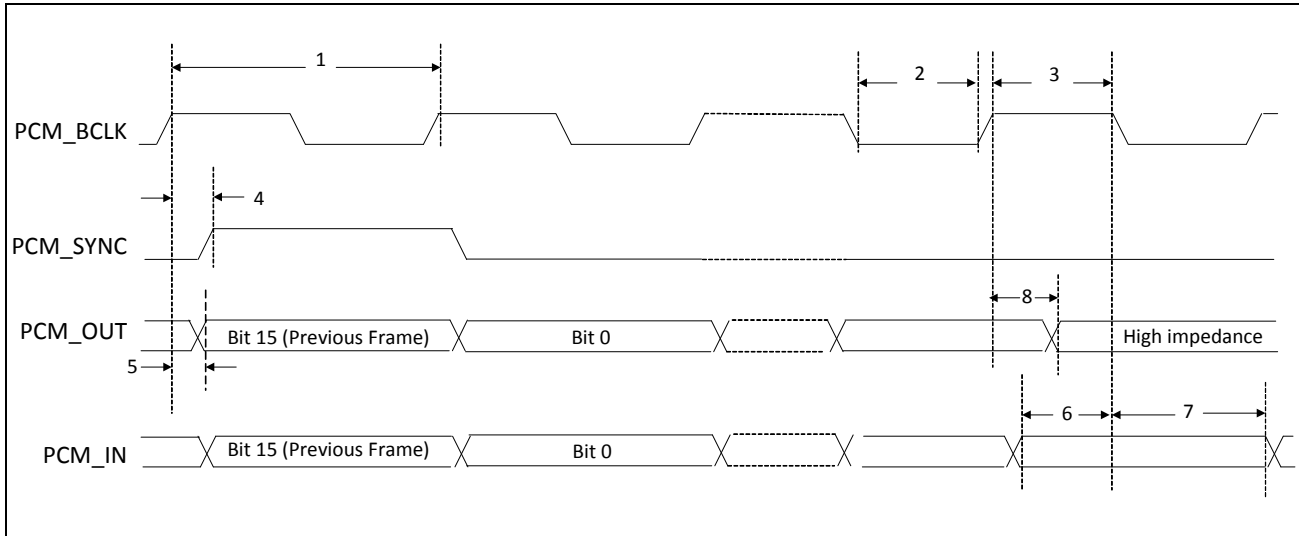 1
2
3
PCM_BCLK
4
PCM_SYNC
8
PCM_OUT
Bit 15 (Previous Frame)
Bit 0
High impedance
5
6
7
PCM_IN
Bit 15 (Previous Frame)
Bit 0